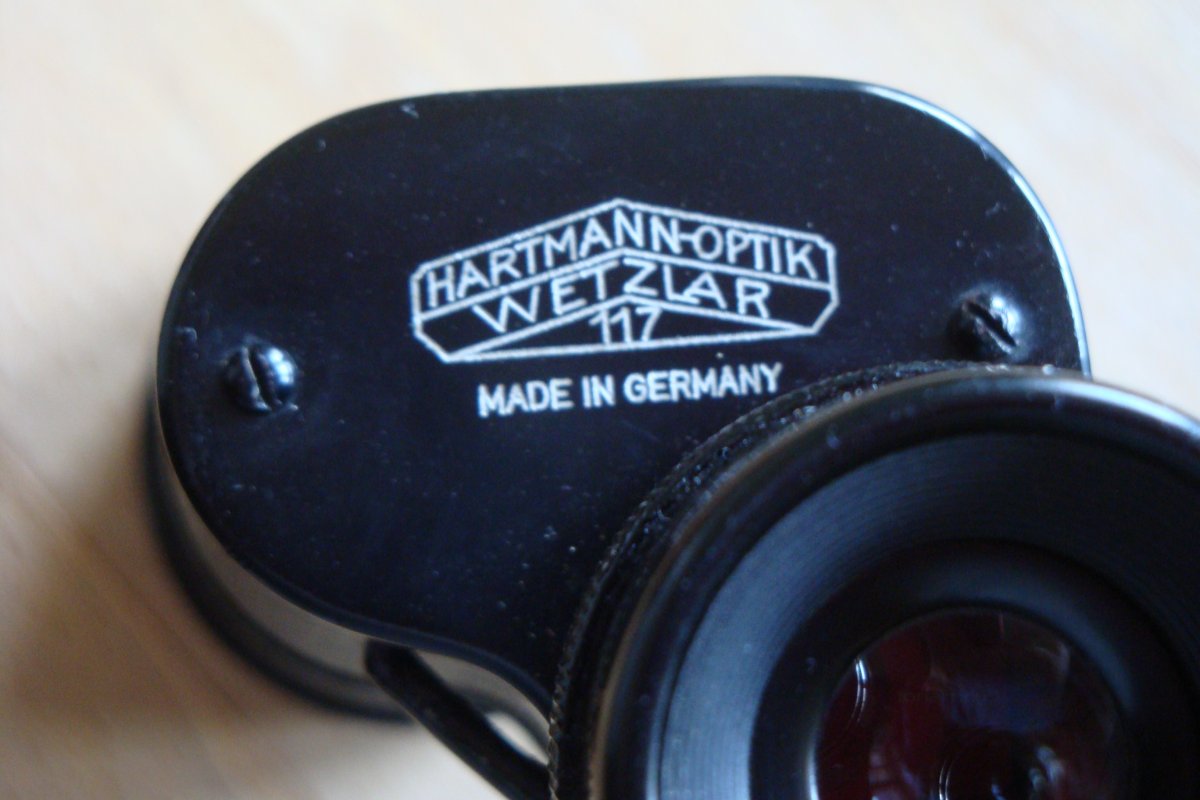 HARTMANN-OPTIK
WETZLAR
117
MADE IN GERMANY